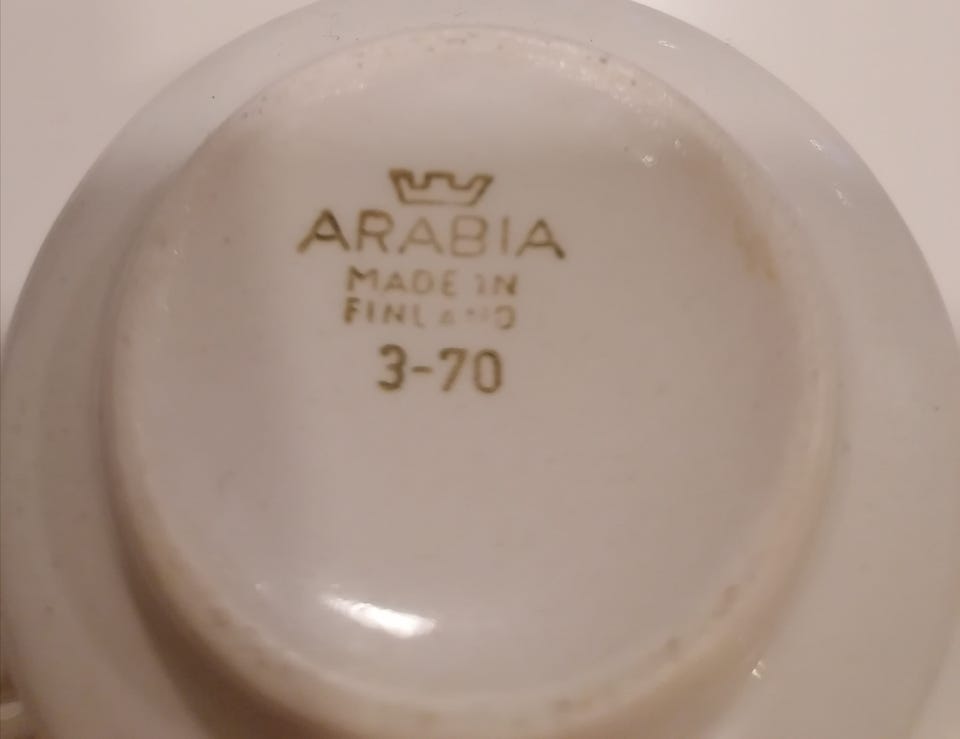 ARABIA
MADE IN
FINLAND
3-70